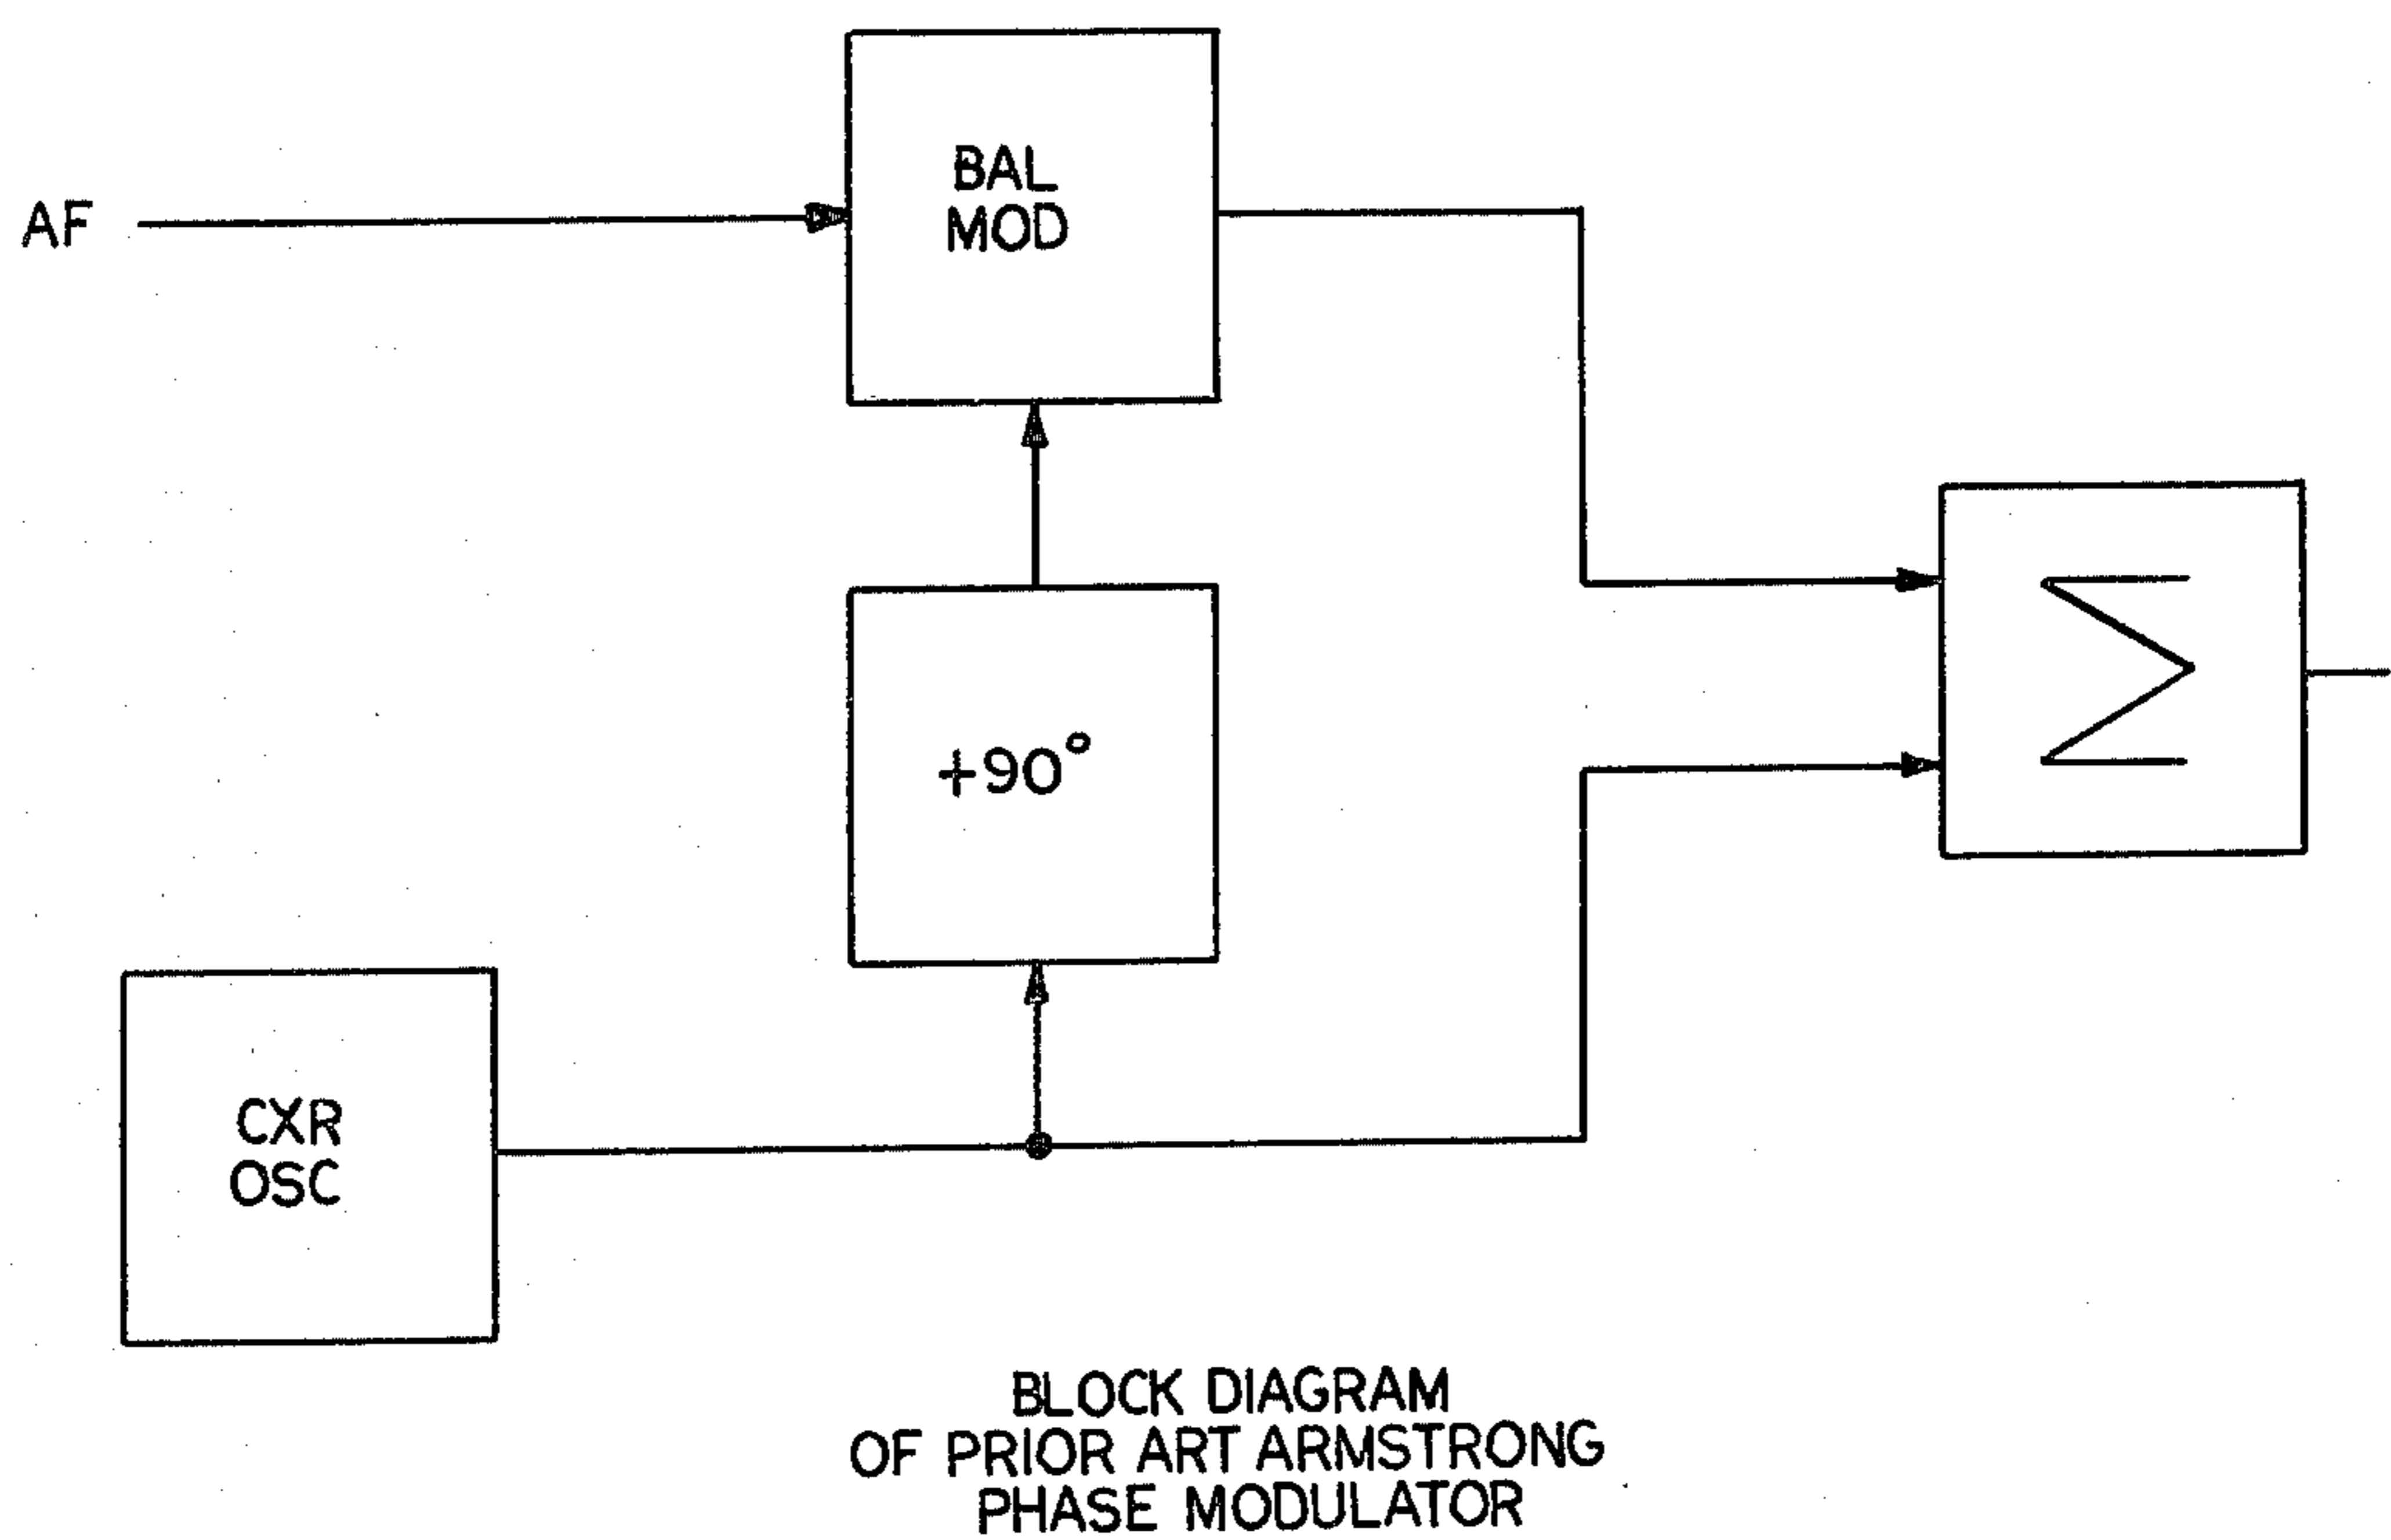 BAL
MOD
AF
Σ
+90°
CXR
OSC
BLOCK DIAGRAM
OF PRIOR ART ARMSTRONG
PHASE MODULATOR